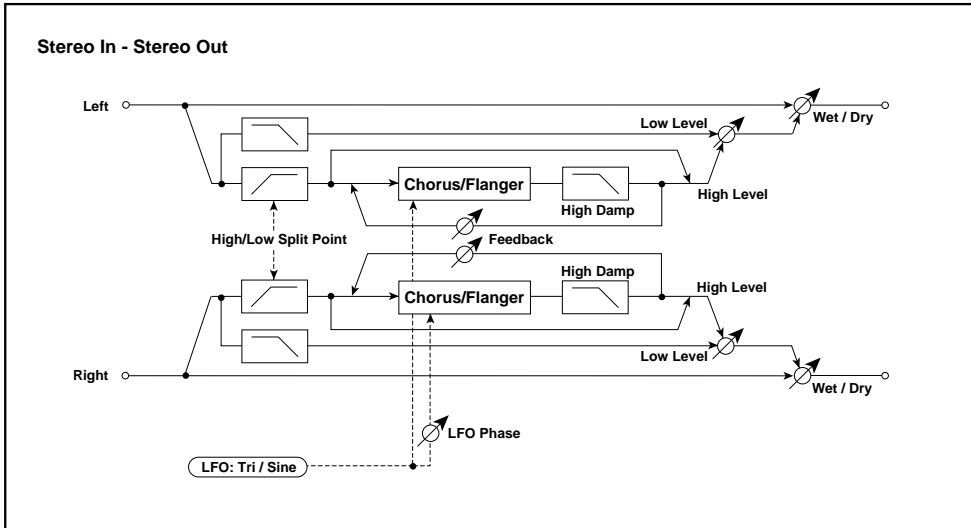 Stereo In - Stereo Out
Left
Low Level
Wet / Dry
Chorus/Flanger
High Damp
High Level
High/Low Split Point
Feedback
High Damp
Chorus/Flanger
High Level
Low Level
Right
Wet / Dry
LFO Phase
LFO: Tri / Sine